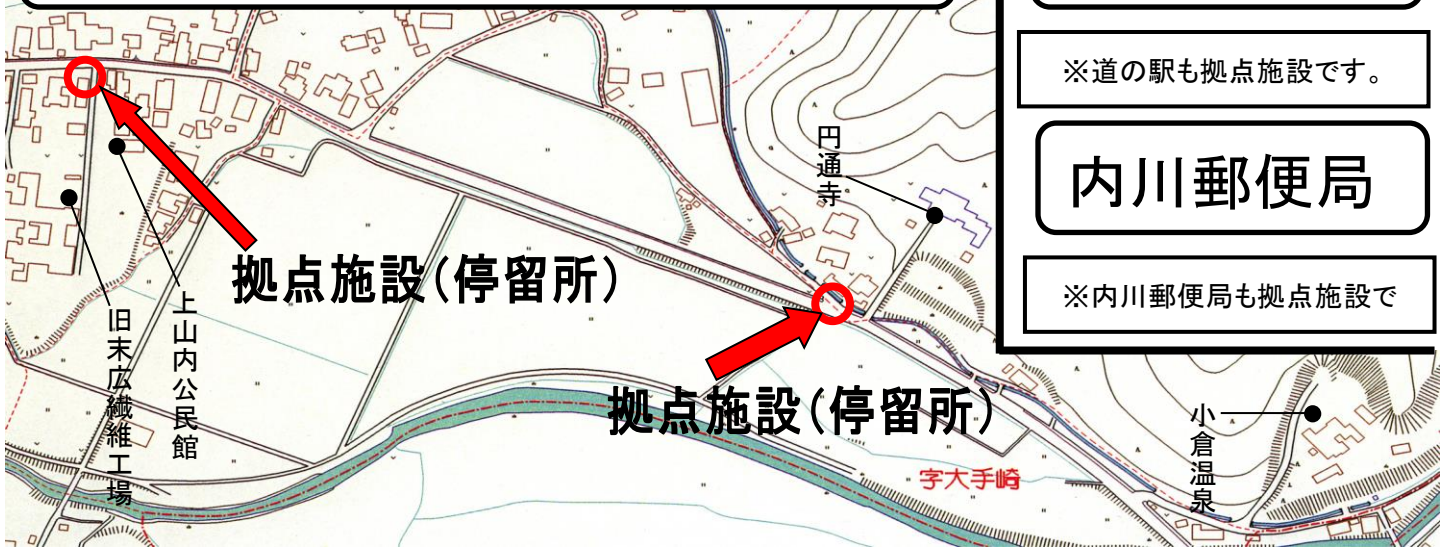 ※道の駅も拠点施設です。
円通寺
内川郵便局
拠点施設(停留所)
※内川郵便局も拠点施設で
上山内公民館
旧末広繊維工場
拠点施設(停留所)
小倉温泉
字大手崎